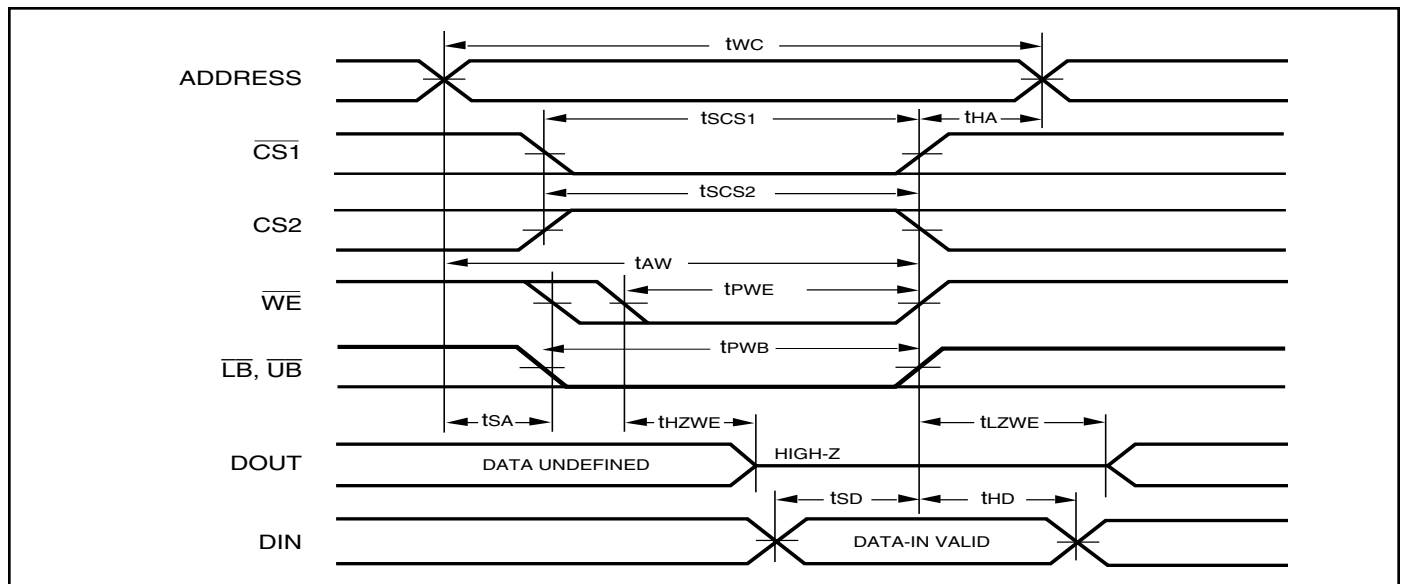 tWC
ADDRESS
tSCS1
tHA
CS1
tSCS2
CS2
tAW
WE
tPWE
tPWB
LB, UB
tSA
tHZWE
tLZWE
DOUT
DATA UNDEFINED
HIGH-Z
tSD
tHD
DIN
DATA-IN VALID